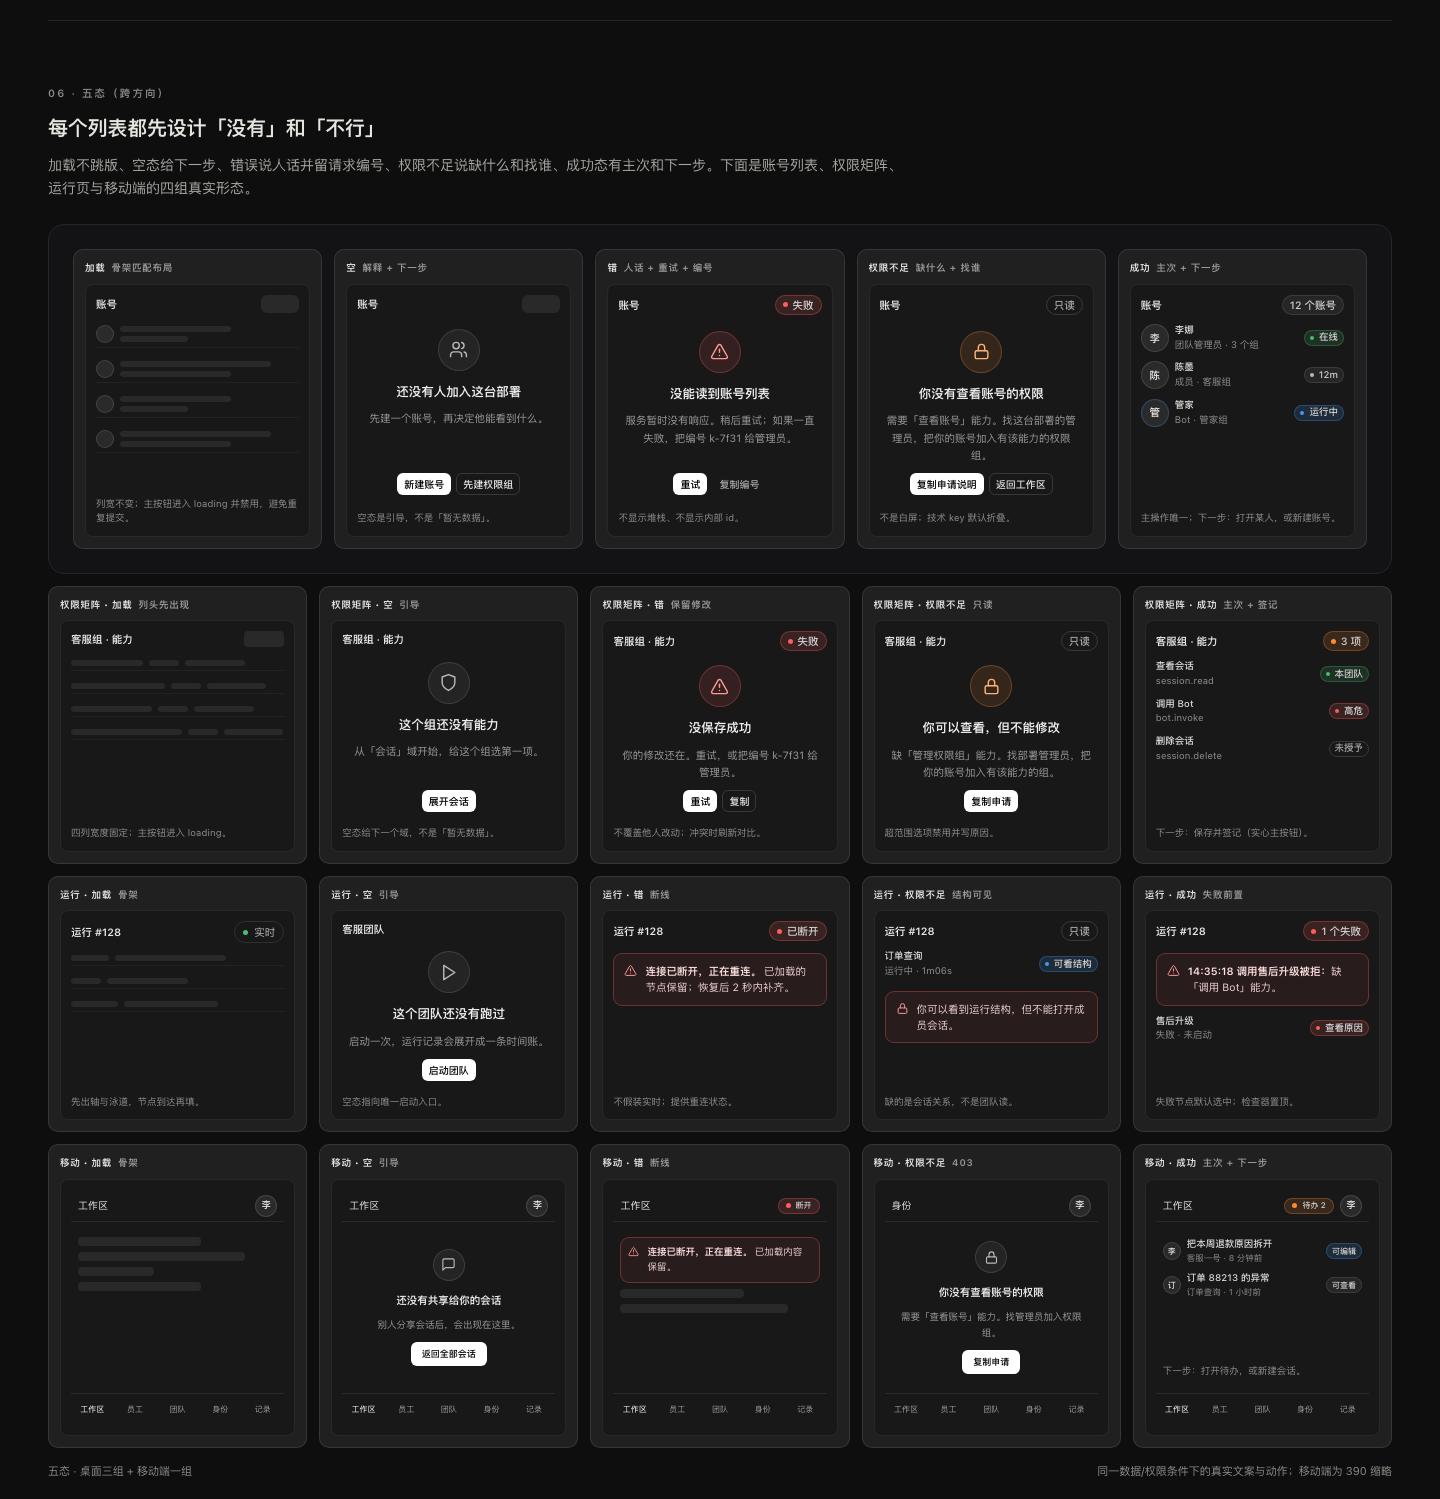 06 · 五态（跨方向）
每个列表都先设计「没有」和「不行」
加载不跳版、空态给下一步、错误说人话并留请求编号、权限不足说缺什么和找谁、成功态有主次和下一步。下面是账号列表、权限矩阵、
运行页与移动端的四组真实形态。
加载 骨架匹配布局
账号
列宽不变；主按钮进入 loading 并禁用，避免重
复提交。
空 解释 + 下一步
账号
还没有人加入这台部署
先建一个账号，再决定他能看到什么。
新建账号 先建权限组
空态是引导，不是「暂无数据」。
错 人话 + 重试 + 编号
账号 失败
没能读到账号列表
服务暂时没有响应。稍后重试；如果一直
失败，把编号 k-7f31 给管理员。
重试 复制编号
不显示堆栈、不显示内部 id。
权限不足 缺什么 + 找谁
账号 只读
你没有查看账号的权限
需要「查看账号」能力。找这台部署的管
理员，把你的账号加入有该能力的权限
组。
复制申请说明 返回工作区
不是白屏；技术 key 默认折叠。
成功 主次 + 下一步
账号 12 个账号
李 李娜 在线
团队管理员 · 3 个组
陈 陈墨 12m
成员 · 客服组
管 管家 运行中
Bot · 管家组
主操作唯一；下一步：打开某人，或新建账号。
权限矩阵 · 加载 列头先出现
客服组 · 能力
四列宽度固定；主按钮进入 loading。
权限矩阵 · 空 引导
客服组 · 能力
这个组还没有能力
从「会话」域开始，给这个组选第一项。
展开会话
空态给下一个域，不是「暂无数据」。
权限矩阵 · 错 保留修改
客服组 · 能力 失败
没保存成功
你的修改还在。重试，或把编号 k-7f31 给
管理员。
重试 复制
不覆盖他人改动；冲突时刷新对比。
权限矩阵 · 权限不足 只读
客服组 · 能力 只读
你可以查看，但不能修改
缺「管理权限组」能力。找部署管理员，把
你的账号加入有该能力的组。
复制申请
超范围选项禁用并写原因。
权限矩阵 · 成功 主次 + 签记
客服组 · 能力 3 项
查看会话 本团队
session.read
调用 Bot 高危
bot.invoke
删除会话 未授予
session.delete
下一步：保存并签记（实心主按钮）。
运行 · 加载 骨架
运行 #128 实时
先出轴与泳道，节点到达再填。
运行 · 空 引导
客服团队
这个团队还没有跑过
启动一次，运行记录会展开成一条时间账。
启动团队
空态指向唯一启动入口。
运行 · 错 断线
运行 #128 已断开
连接已断开，正在重连。已加载的
节点保留；恢复后 2 秒内补齐。
不假装实时；提供重连状态。
运行 · 权限不足 结构可见
运行 #128 只读
订单查询 可看结构
运行中 · 1m06s
你可以看到运行结构，但不能打开成
员会话。
缺的是会话关系，不是团队读。
运行 · 成功 失败前置
运行 #128 1 个失败
14:35:18 调用售后升级被拒：缺
「调用 Bot」能力。
售后升级 查看原因
失败 · 未启动
失败节点默认选中；检查器置顶。
移动 · 加载 骨架
工作区 李
工作区 员工 团队 身份 记录
移动 · 空 引导
工作区 李
还没有共享给你的会话
别人分享会话后，会出现在这里。
返回全部会话
工作区 员工 团队 身份 记录
移动 · 错 断线
工作区 断开
连接已断开，正在重连。已加载内容
保留。
工作区 员工 团队 身份 记录
移动 · 权限不足 403
身份 李
你没有查看账号的权限
需要「查看账号」能力。找管理员加入权限
组。
复制申请
工作区 员工 团队 身份 记录
移动 · 成功 主次 + 下一步
工作区 待办 2 李
李 把本周退款原因拆开 可编辑
客服一号 · 8 分钟前
订 订单 88213 的异常 可查看
订单查询 · 1 小时前
下一步：打开待办，或新建会话。
工作区 员工 团队 身份 记录
五态 · 桌面三组 + 移动端一组
同一数据/权限条件下的真实文案与动作；移动端为 390 缩略